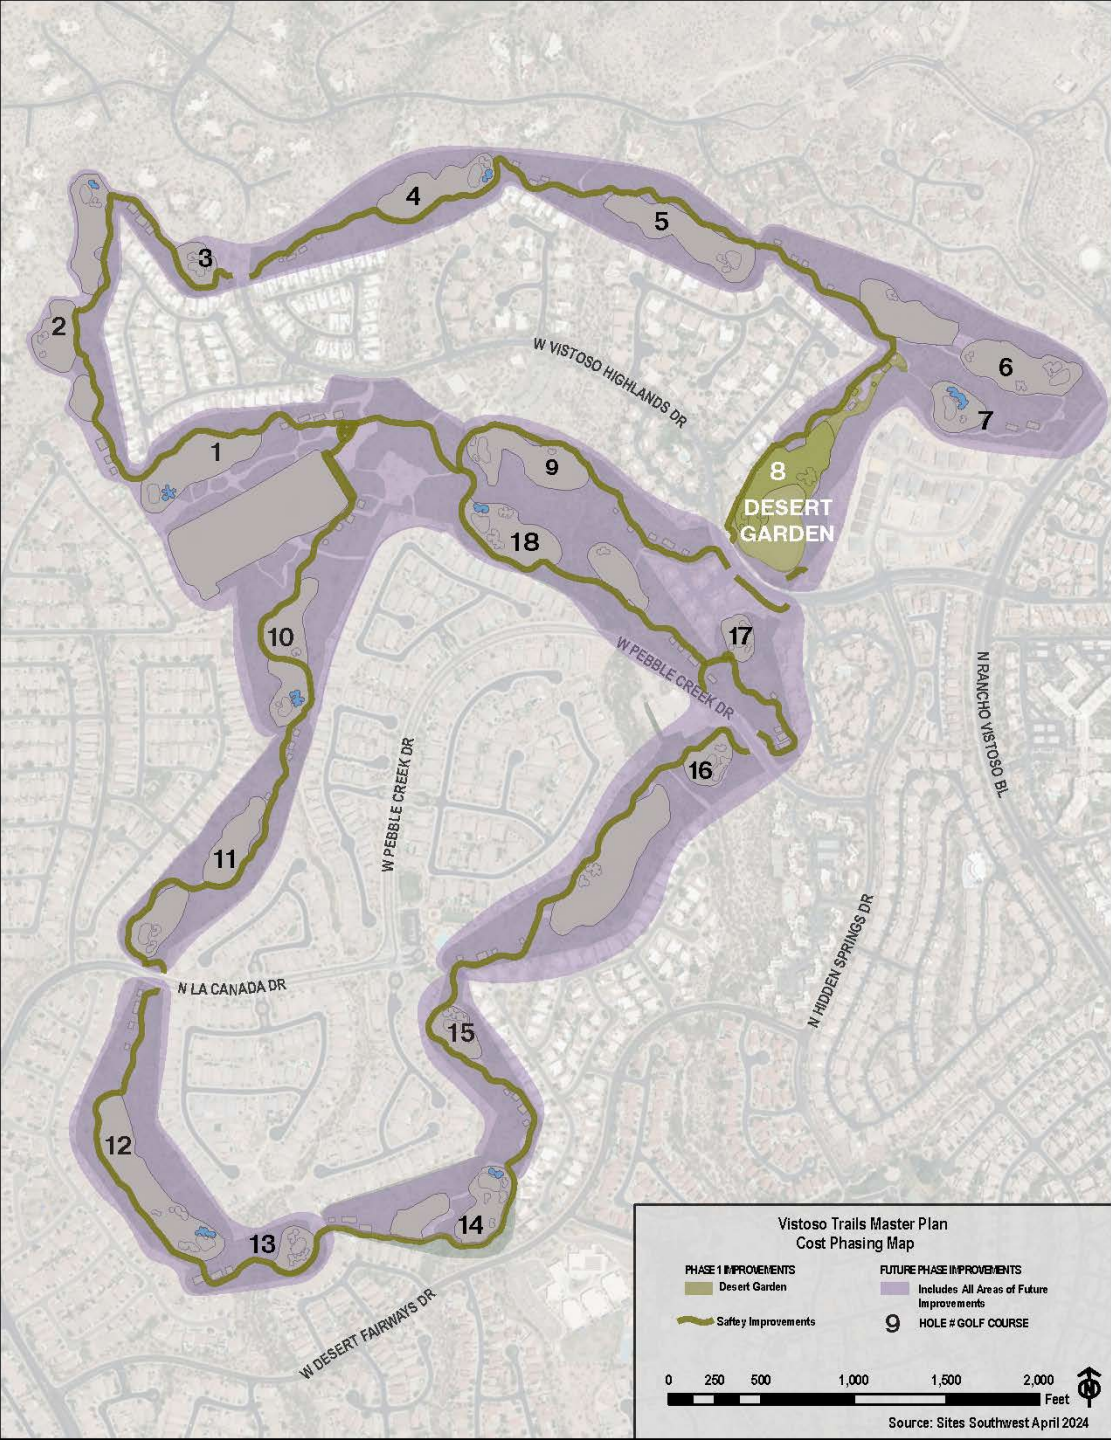 4
5
3
2
W VISTOSO HIGHLANDS DR
6
7
1
9
8
DESERT
GARDEN
18
10
17
W PEBBLE CREEK DR
N RANCHO VISTOSO BL
16
W PEBBLE CREEK DR
11
N HIDDEN SPRINGS DR
N LA CANADA DR
15
12
14
13
W DESERT FAIRWAYS DR
Vistoso Trails Master Plan
Cost Phasing Map
PHASE 1 IMPROVEMENTS
Desert Garden
Saftey Improvements
FUTURE PHASE IMPROVEMENTS
Includes All Areas of Future
Improvements
9 HOLE # GOLF COURSE
0 250 500 1,000 1,500 2,000
Feet
N
Source: Sites Southwest April 2024